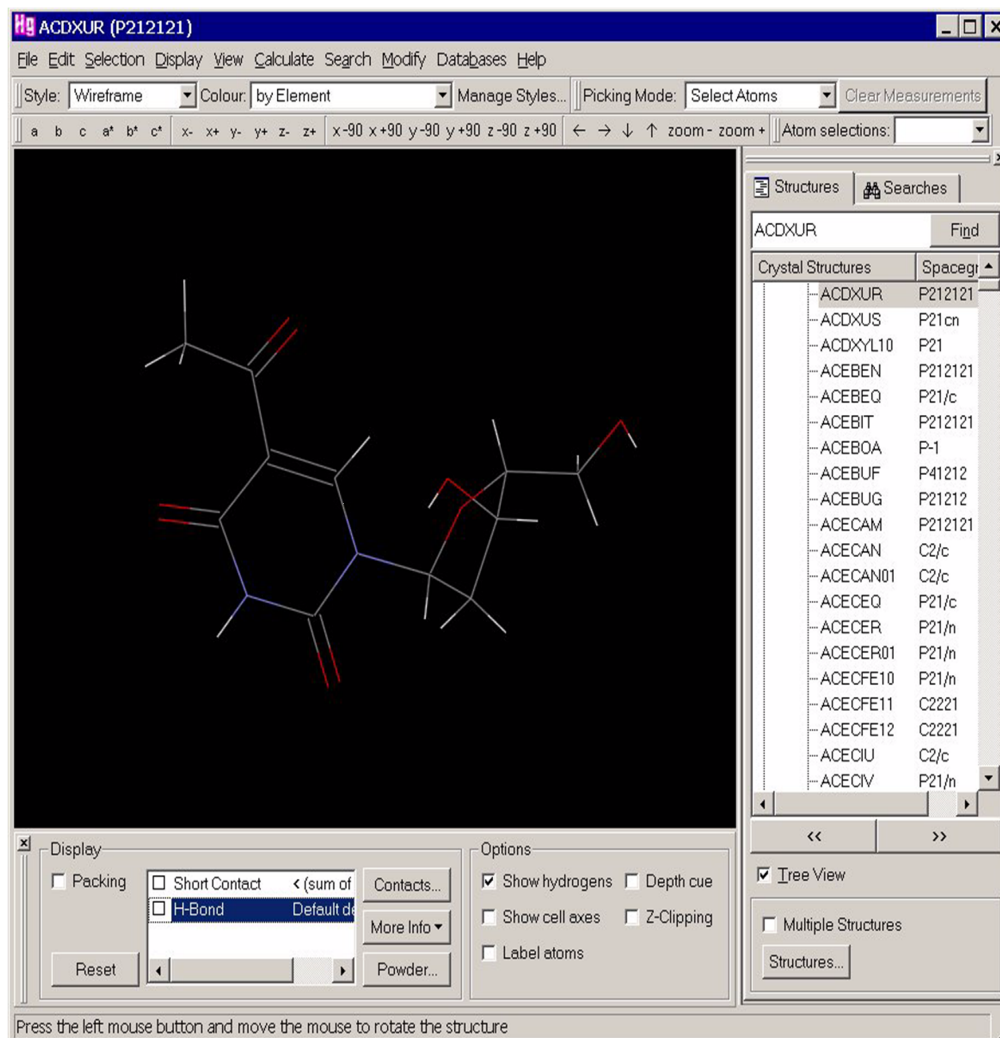 Hg ACDXUR (P212121)
File Edit Selection Display View Calculate Search Modify Databases Help
Style: Wireframe Colour: by Element Manage Styles... Picking Mode: Select Atoms Clear Measurements
a b c a* b* c* x- x+ y- y+ z- z+ x-90 x+90 y-90 y+90 z-90 z+90 ← → ↓ ↑ zoom- zoom+ Atom selections:
Structures Searches
ACDXUR Find
Crystal Structures Spacegr
ACDXUR P212121
ACDXUS P21cn
ACDXYL10 P21
ACEBEN P212121
ACEBEQ P21/c
ACEBIT P212121
ACEBOA P-1
ACEBUF P41212
ACEBUG P21212
ACECAM P212121
ACECAN C2/c
ACECAN01 C2/c
ACECEQ P21/c
ACECER P21/n
ACECER01 P21/n
ACECFE10 P21/n
ACECFE11 C2221
ACECFE12 C2221
ACECIU C2/c
ACECIV P21/n
<< >>
Tree View
Multiple Structures
Structures...
Display
Packing
Short Contact < (sum of
H-Bond Default de
Reset
Contacts...
More Info
Powder...
Options
Show hydrogens Depth cue
Show cell axes Z-Clipping
Label atoms
Press the left mouse button and move the mouse to rotate the structure